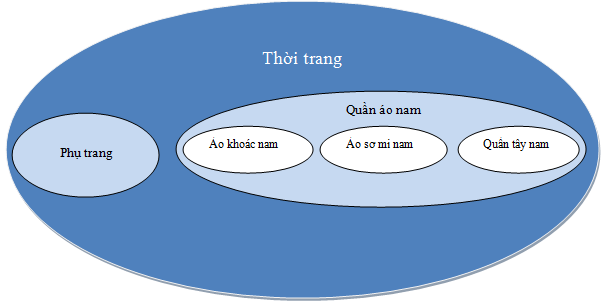 Thời trang
Quần áo nam
Phụ trang
Áo khoác nam
Áo sơ mi nam
Quần tây nam